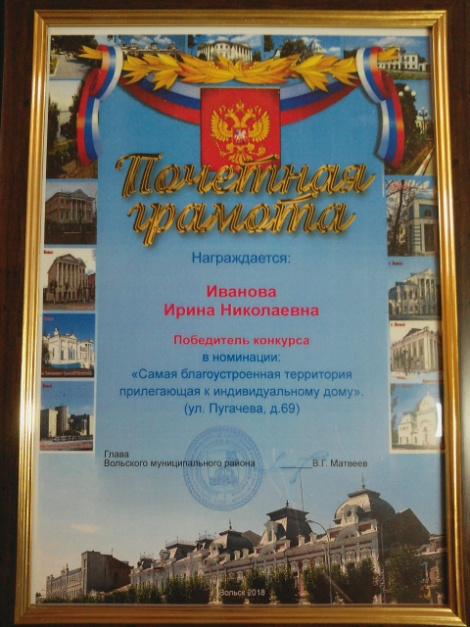 Почетная
грамота
Награждается:
Иванова
Ирина Николаевна
Победитель конкурса
в номинации:
«Самая благоустроенная территория
прилегающая к индивидуальному дому».
(ул. Пугачева, д.69)
Глава
Вольского муниципального района В.Г. Матвеев
Вольск 2018